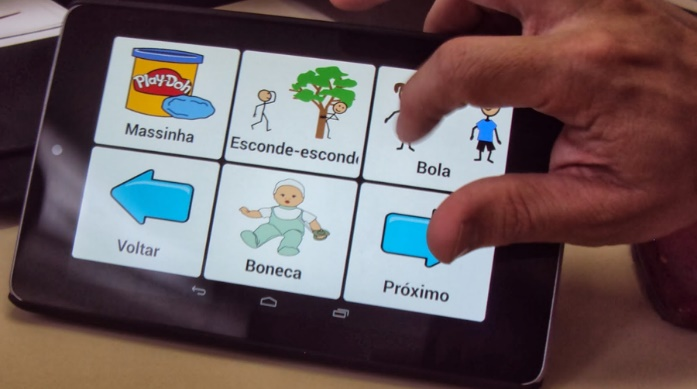 Play-Doh
Massinha
Esconde-escond
Bola
Voltar
Boneca
Próximo